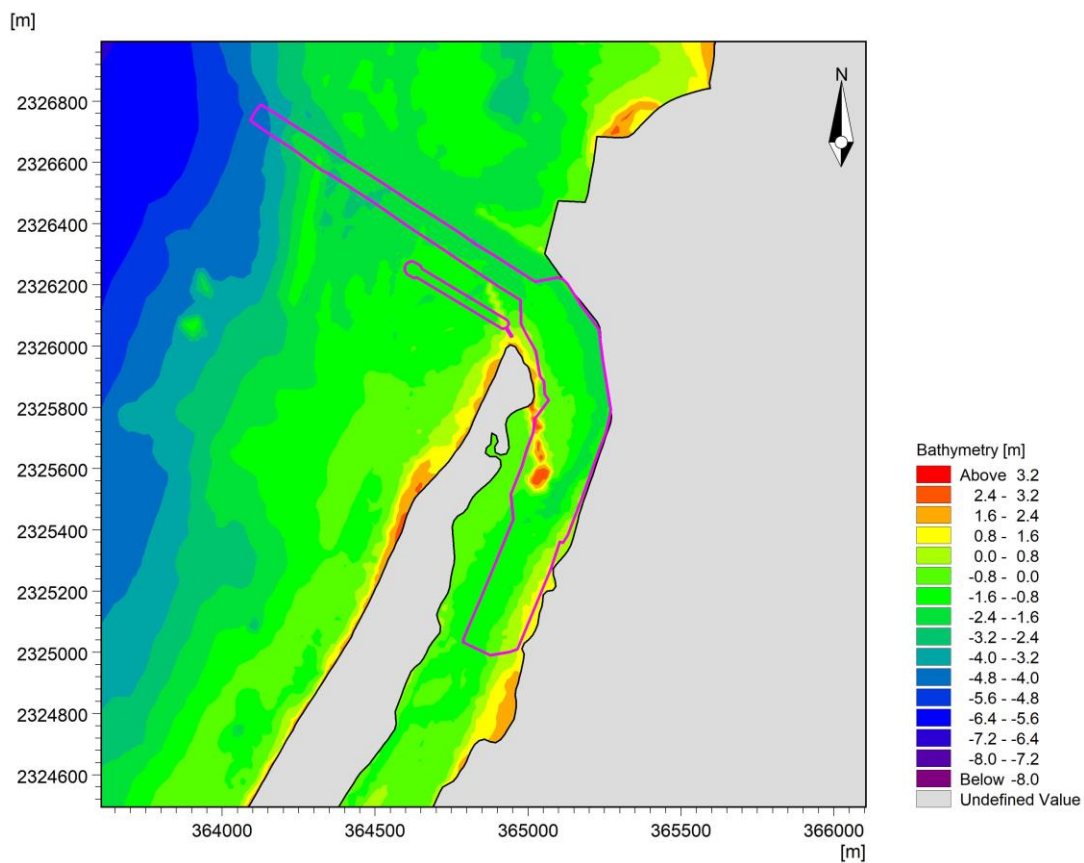 [m]
N
2326800
2326600
2326400
2326200
2326000
2325800
2325600
2325400
2325200
2325000
2324800
2324600
364000 364500 365000 365500 366000
[m]
Bathymetry [m]
Above 3.2
2.4 - 3.2
1.6 - 2.4
0.8 - 1.6
0.0 - 0.8
-0.8 - 0.0
-1.6 - -0.8
-2.4 - -1.6
-3.2 - -2.4
-4.0 - -3.2
-4.8 - -4.0
-5.6 - -4.8
-6.4 - -5.6
-7.2 - -6.4
-8.0 - -7.2
Below -8.0
Undefined Value